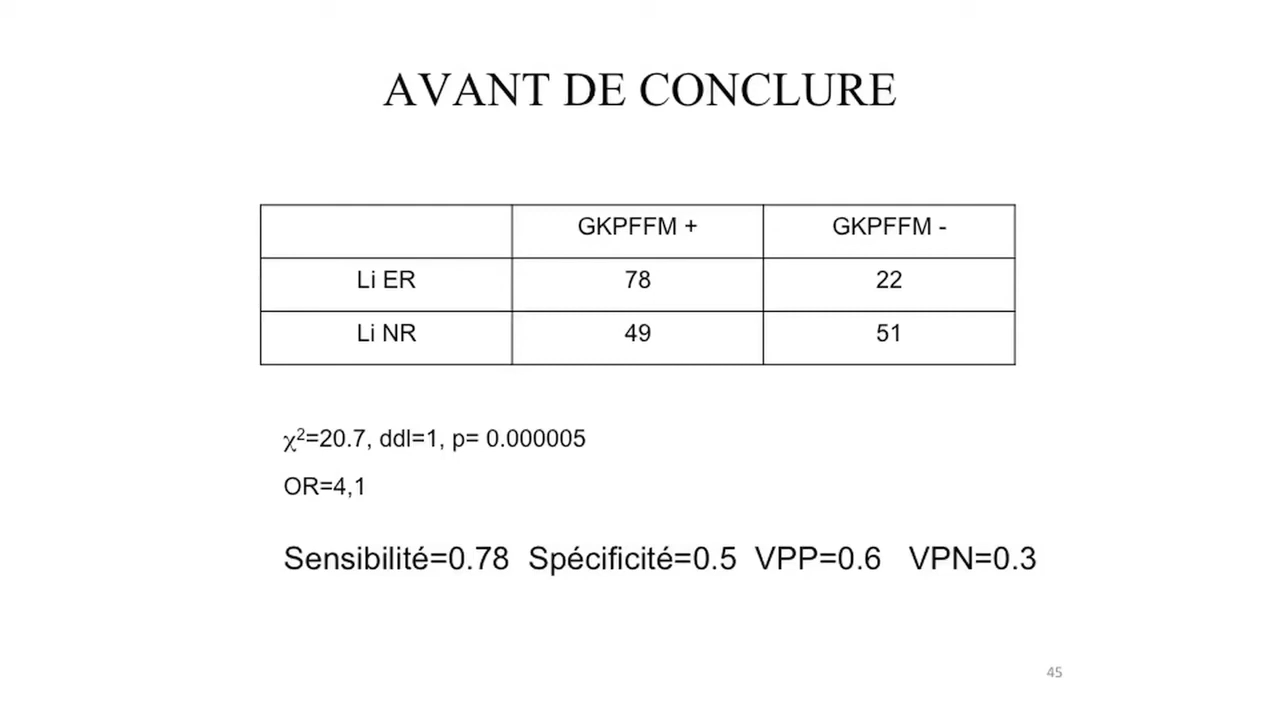 AVANT DE CONCLURE
GKPFFM + GKPFFM -
Li ER 78 22
Li NR 49 51
χ²=20.7, ddl=1, p= 0.000005
OR=4,1
Sensibilité=0.78 Spécificité=0.5 VPP=0.6 VPN=0.3
45